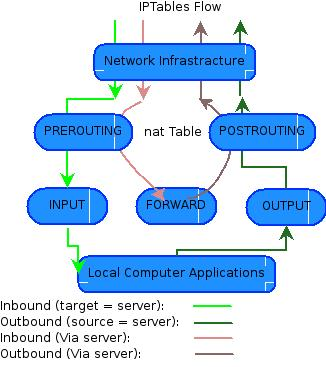 IPTables Flow
Network Infrastracture
PREROUTING
nat Table
POSTROUTING
INPUT
FORWARD
OUTPUT
Local Computer Applications
Inbound (target = server):
Outbound (source = server):
Inbound (Via server):
Outbound (Via server):